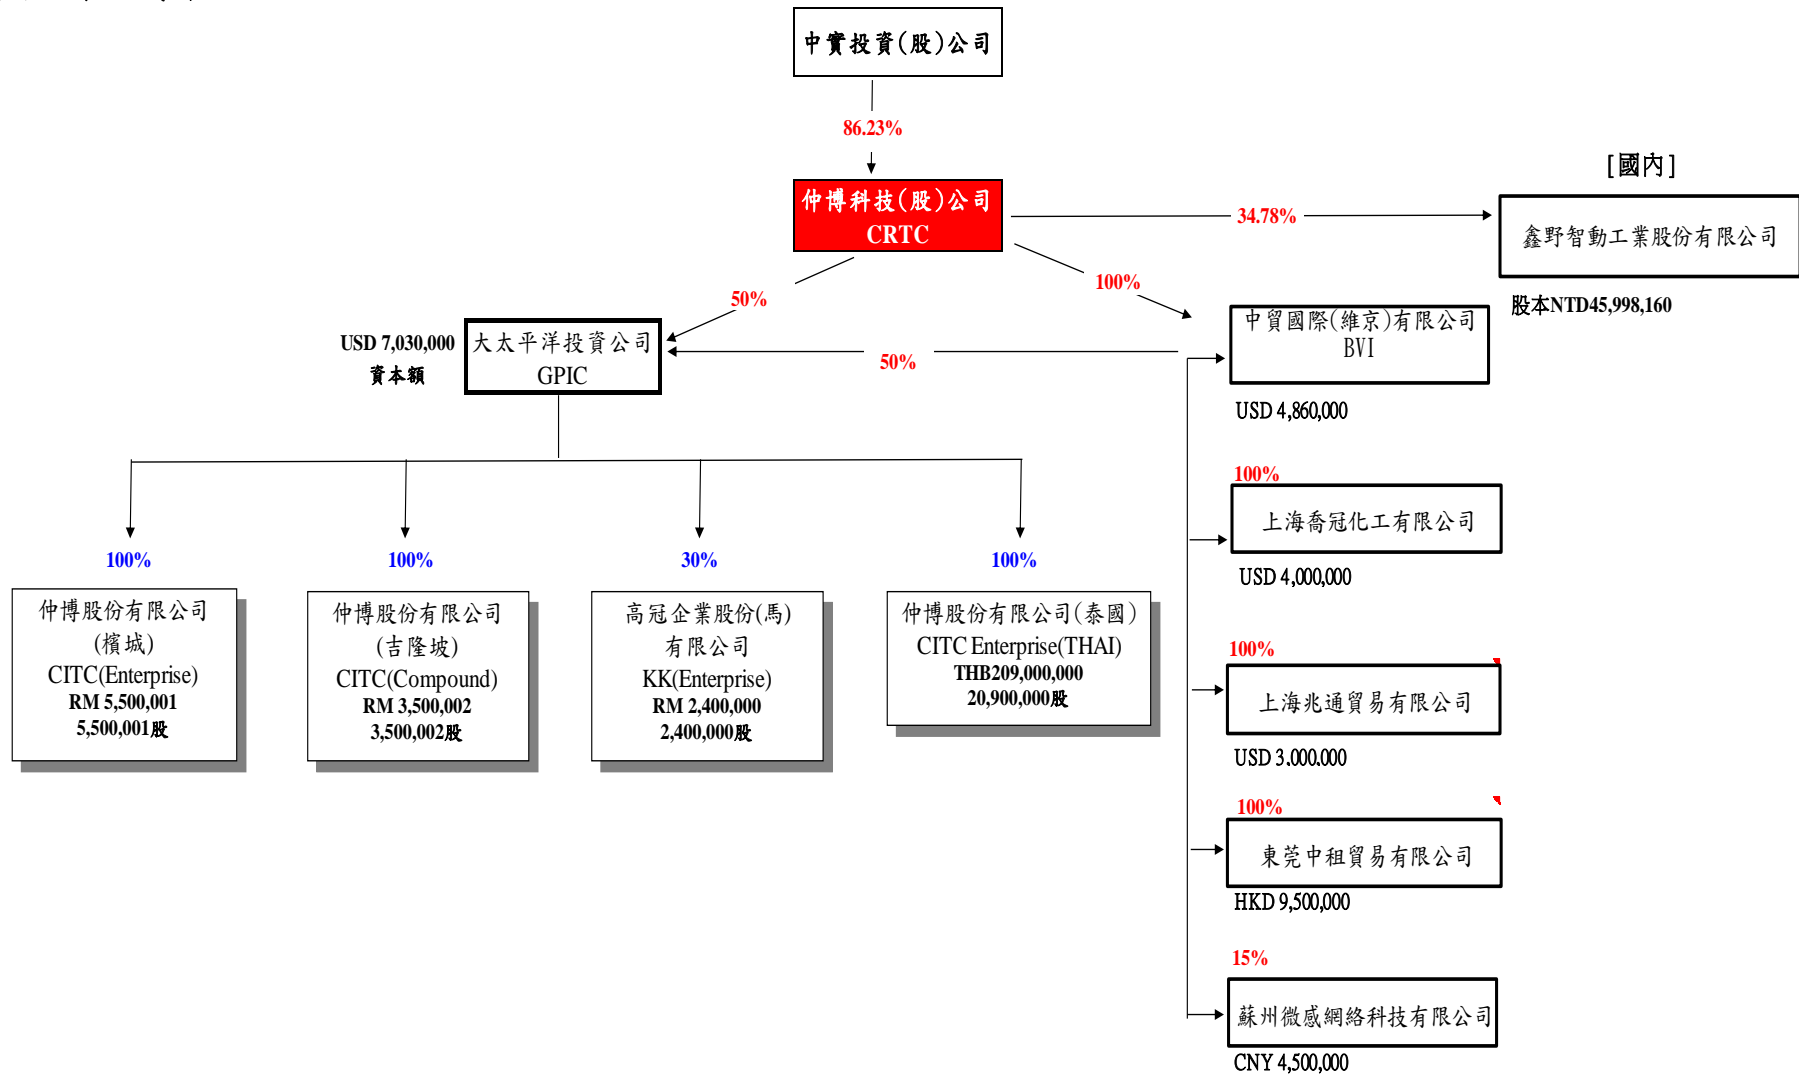 中實投資(股)公司
86.23%
[國內]
仲博科技(股)公司
CRTC
34.78%
鑫野智動工業股份有限公司
股本NTD45,998,160
50%
100%
USD 7,030,000
資本額
大太平洋投資公司
GPIC
50%
中貿國際(維京)有限公司
BVI
USD 4,860,000
100%
上海喬冠化工有限公司
USD 4,000,000
100%
100%
30%
100%
仲博股份有限公司
(檳城)
CITC(Enterprise)
RM 5,500,001
5,500,001股
仲博股份有限公司
(吉隆坡)
CITC(Compound)
RM 3,500,002
3,500,002股
高冠企業股份(馬)
有限公司
KK(Enterprise)
RM 2,400,000
2,400,000股
仲博股份有限公司(泰國)
CITC Enterprise(THAI)
THB209,000,000
20,900,000股
100%
上海兆通貿易有限公司
USD 3,000,000
100%
東莞中租貿易有限公司
HKD 9,500,000
15%
蘇州微感網絡科技有限公司
CNY 4,500,000